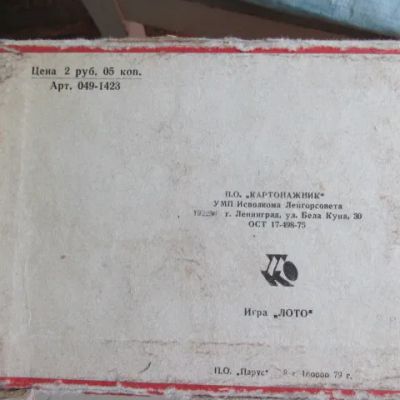 Цена 2 руб. 05 коп.
Арт. 049-1423
П.О. „КАРТОНАЖНИК"
УМП Исполкома Ленгорсовета
г. Ленинград, ул. Бела Куна, 30
ОСТ 17-498-75
Игра „ЛОТО"
П.О. „Парус" 79 г.